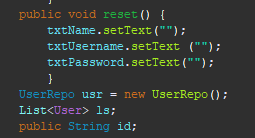 public void reset() {
txtName.setText("");
txtUsername.setText ("");
txtPassword.setText("");
}
UserRepo usr = new UserRepo();
List<User> ls;
public String id;